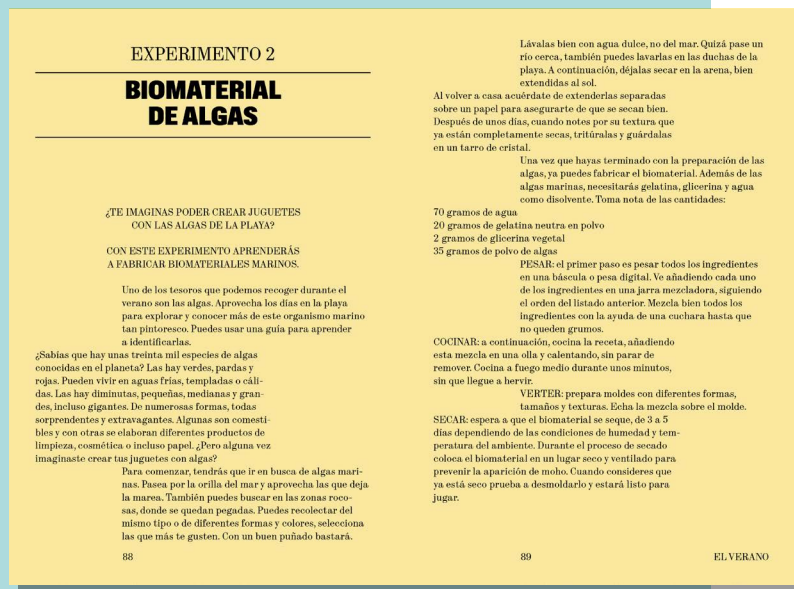 EXPERIMENTO 2
BIOMATERIAL
DE ALGAS
¿TE IMAGINAS PODER CREAR JUGUETES
CON LAS ALGAS DE LA PLAYA?
CON ESTE EXPERIMENTO APRENDERÁS
A FABRICAR BIOMATERIALES MARINOS.
Uno de los tesoros que podemos recoger durante el
verano son las algas. Aprovecha los días en la playa
para explorar y conocer más de este organismo marino
tan pintoresco. Puedes usar una guía para aprender
a identificarlas.
¿Sabías que hay unas treinta mil especies de algas
conocidas en el planeta? Las hay verdes, pardas y
rojas. Pueden vivir en aguas frías, templadas o cáli-
das. Las hay diminutas, pequeñas, medianas y gran-
des, incluso gigantes. De numerosas formas, todas
sorprendentes y extravagantes. Algunas son comesti-
bles y con otras se elaboran diferentes productos de
limpieza, cosmética o incluso papel. ¿Pero alguna vez
imaginaste crear tus juguetes con algas?
Para comenzar, tendrás que ir en busca de algas mari-
nas. Pasea por la orilla del mar y aprovecha las que deja
la marea. También puedes buscar en las zonas roco-
sas, donde se quedan pegadas. Puedes recolectar del
mismo tipo o de diferentes formas y colores, selecciona
las que más te gusten. Con un buen puñado bastará.
88
Lávalas bien con agua dulce, no del mar. Quizá pase un
río cerca, también puedes lavarlas en las duchas de la
playa. A continuación, déjalas secar en la arena, bien
extendidas al sol.
Al volver a casa acuérdate de extenderlas separadas
sobre un papel para asegurarte de que se secan bien.
Después de unos días, cuando notes por su textura que
ya están completamente secas, tritúralas y guárdalas
en un tarro de cristal.
Una vez que hayas terminado con la preparación de las
algas, ya puedes fabricar el biomaterial. Además de las
algas marinas, necesitarás gelatina, glicerina y agua
como disolvente. Toma nota de las cantidades:
70 gramos de agua
20 gramos de gelatina neutra en polvo
2 gramos de glicerina vegetal
35 gramos de polvo de algas
PESAR: el primer paso es pesar todos los ingredientes
en una báscula o pesa digital. Ve añadiendo cada uno
de los ingredientes en una jarra mezcladora, siguiendo
el orden del listado anterior. Mezcla bien todos los
ingredientes con la ayuda de una cuchara hasta que
no queden grumos.
COCINAR: a continuación, cocina la receta, añadiendo
esta mezcla en una olla y calentando, sin parar de
remover. Cocina a fuego medio durante unos minutos,
sin que llegue a hervir.
VERTER: prepara moldes con diferentes formas,
tamaños y texturas. Echa la mezcla sobre el molde.
SECAR: espera a que el biomaterial se seque, de 3 a 5
días dependiendo de las condiciones de humedad y tem-
peratura del ambiente. Durante el proceso de secado
coloca el biomaterial en un lugar seco y ventilado para
prevenir la aparición de moho. Cuando consideres que
ya está seco prueba a desmoldarlo y estará listo para
jugar.
89
EL VERANO